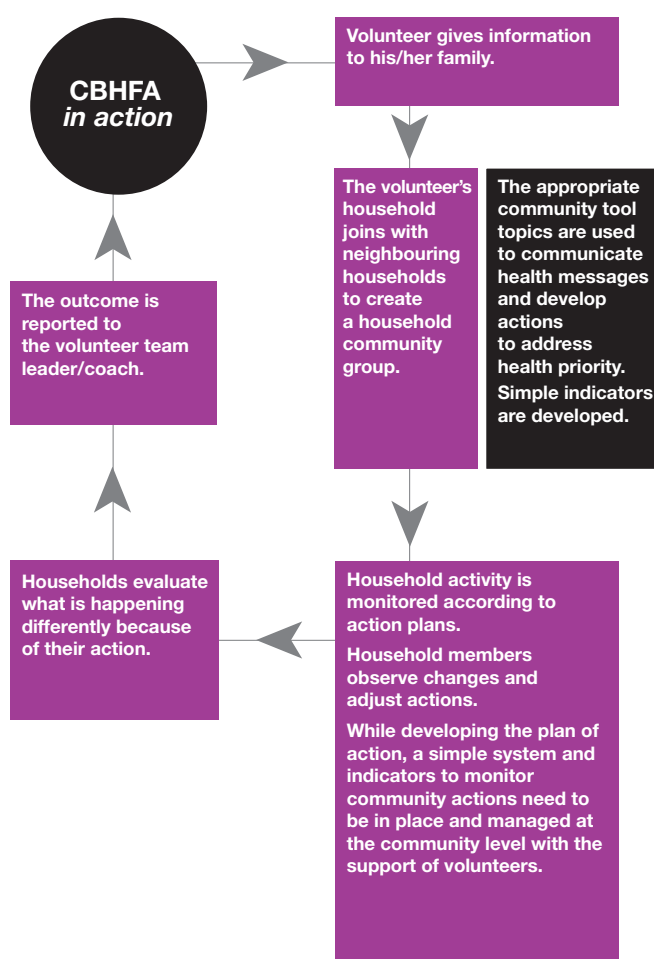 CBHFA
in action
Volunteer gives information
to his/her family.
The volunteer's
household
joins with
neighbouring
households
to create
a household
community
group.
The appropriate
community tool
topics are used
to communicate
health messages
and develop
actions
to address
health priority.
Simple indicators
are developed.
Household activity is
monitored according to
action plans.
Household members
observe changes and
adjust actions.
While developing the plan of
action, a simple system and
indicators to monitor
community actions need to
be in place and managed at
the community level with the
support of volunteers.
Households evaluate
what is happening
differently because
of their action.
The outcome is
reported to
the volunteer team
leader/coach.